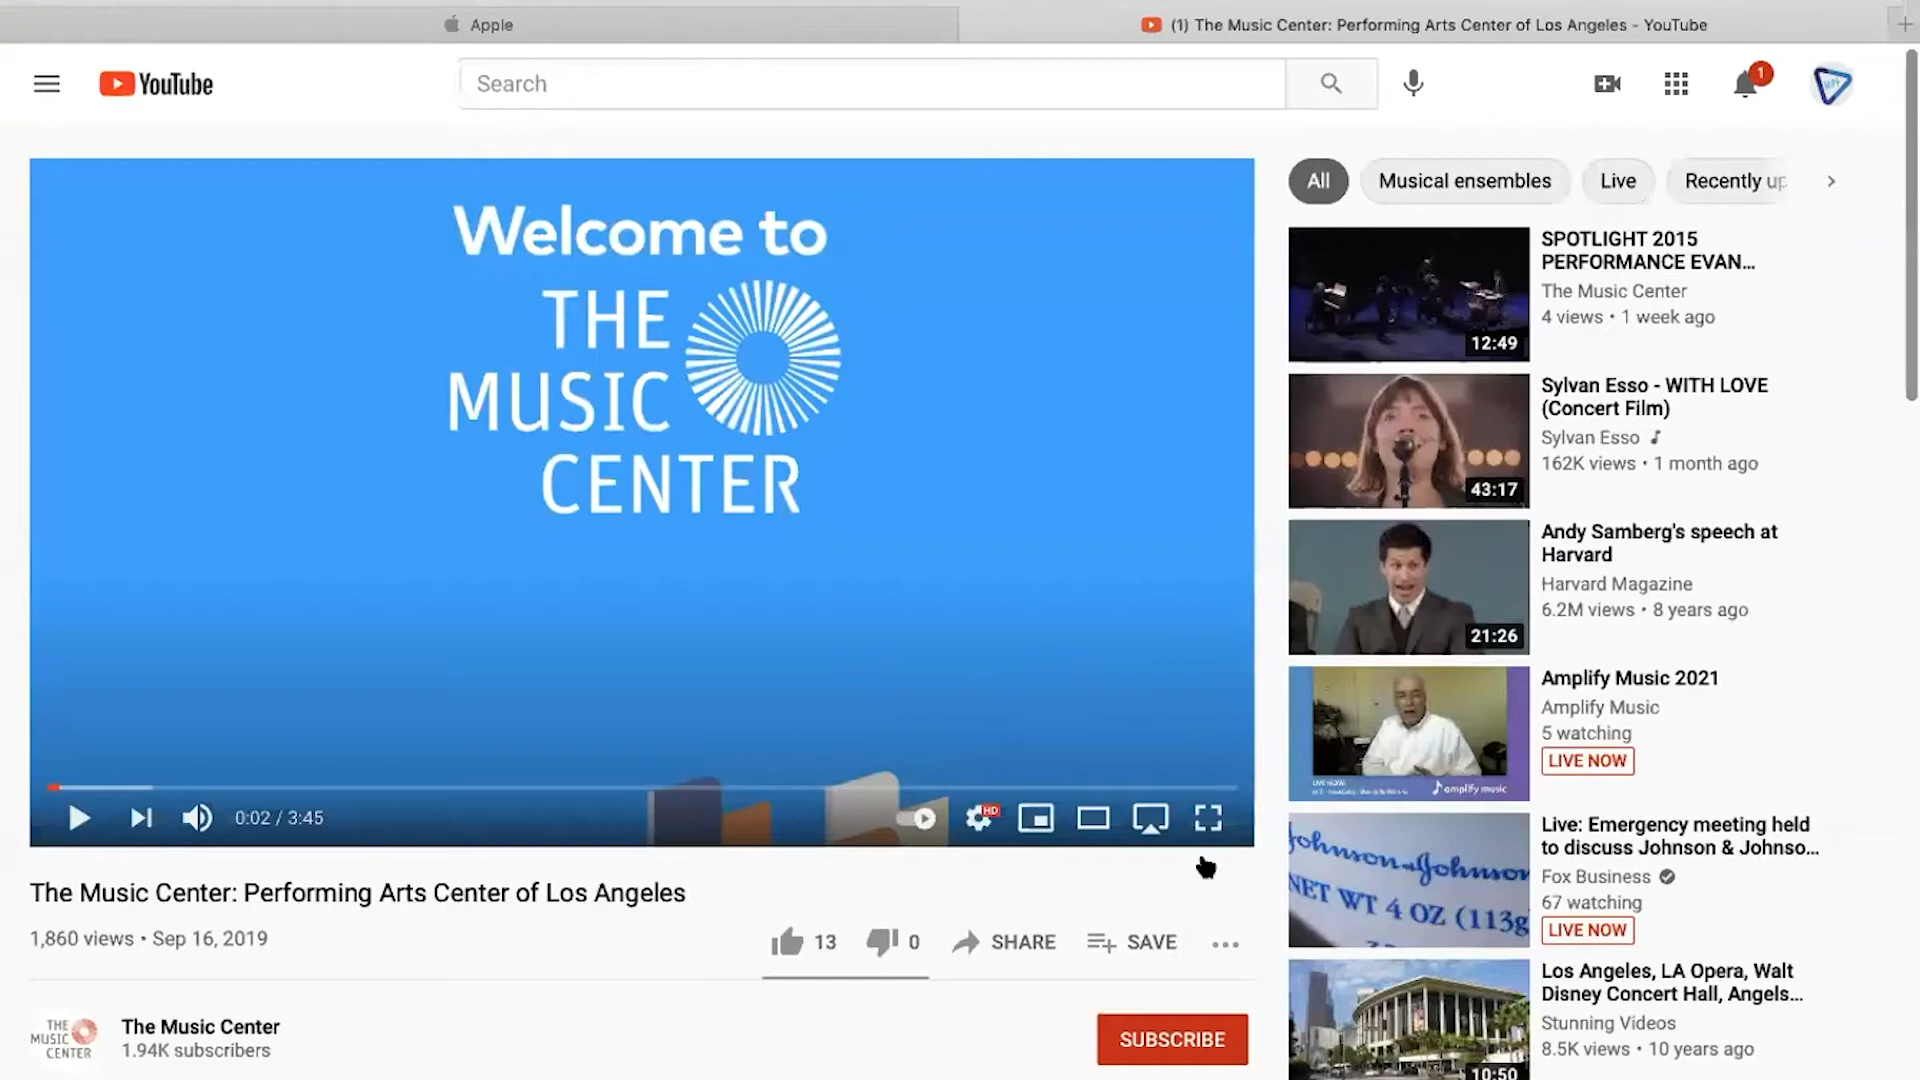 Apple
(1) The Music Center: Performing Arts Center of Los Angeles - YouTube
YouTube
Search
1
Welcome to
THE
MUSIC
CENTER
HD
0:02 / 3:45
The Music Center: Performing Arts Center of Los Angeles
1,860 views • Sep 16, 2019
13
0
SHARE
SAVE
THE
MUSIC
CENTER
The Music Center
1.94K subscribers
SUBSCRIBE
All
Musical ensembles
Live
Recently up
SPOTLIGHT 2015
PERFORMANCE EVAN...
The Music Center
4 views • 1 week ago
12:49
Sylvan Esso - WITH LOVE
(Concert Film)
Sylvan Esso
162K views • 1 month ago
43:17
Andy Samberg's speech at
Harvard
Harvard Magazine
6.2M views • 8 years ago
21:26
Amplify Music 2021
Amplify Music
5 watching
LIVE NOW
amplify music
Live: Emergency meeting held
to discuss Johnson & Johnso...
Fox Business
67 watching
LIVE NOW
Johnson & Johnson
NET WT 4 OZ (113g
Los Angeles, LA Opera, Walt
Disney Concert Hall, Angels...
Stunning Videos
8.5K views • 10 years ago
10:50